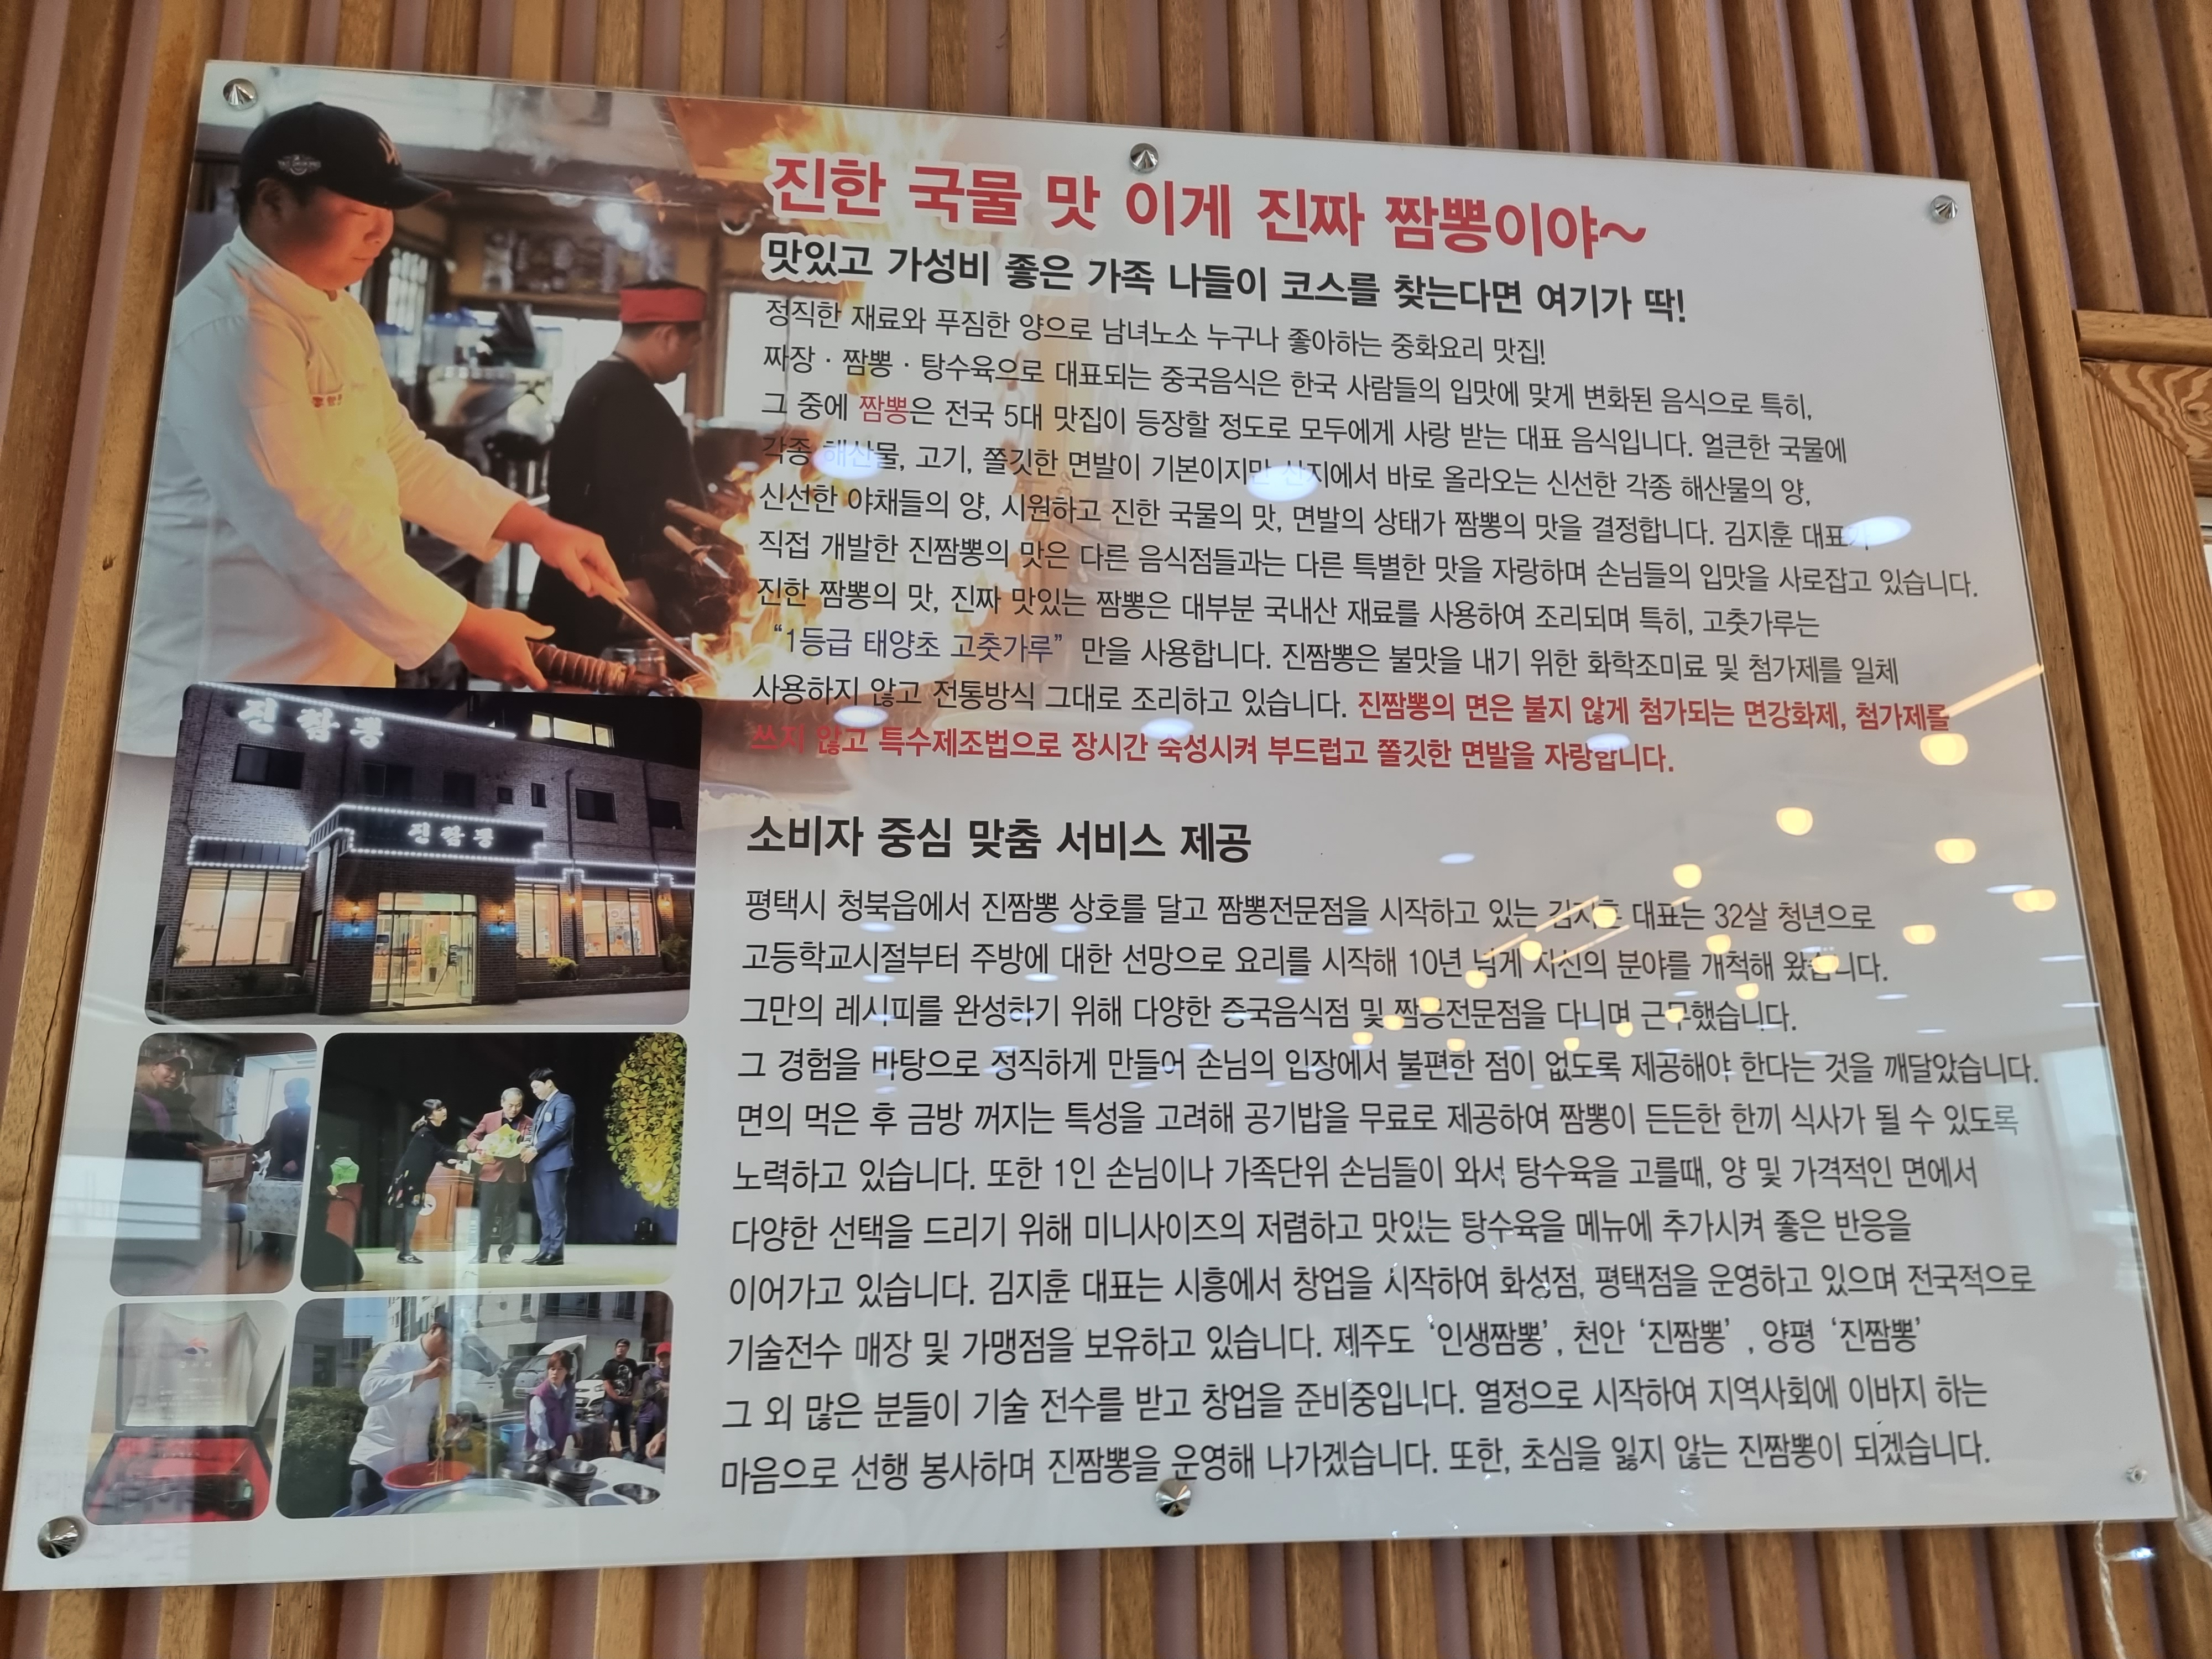 진한 국물 맛 이게 진짜 짬뽕이야~
맛있고 가성비 좋은 가족 나들이 코스를 찾는다면 여기가 딱!
정직한 재료와 푸짐한 양으로 남녀노소 누구나 좋아하는 중화요리 맛집!
짜장 · 짬뽕 · 탕수육으로 대표되는 중국음식은 한국 사람들의 입맛에 맞게 변화된 음식으로 특히,
그 중에 짬뽕은 전국 5대 맛집이 등장할 정도로 모두에게 사랑 받는 대표 음식입니다. 얼큰한 국물에
각종 해산물, 고기, 쫄깃한 면발이 기본이지만 산지에서 바로 올라오는 신선한 각종 해산물의 양,
신선한 야채들의 양, 시원하고 진한 국물의 맛, 면발의 상태가 짬뽕의 맛을 결정합니다. 김지훈 대표가
직접 개발한 진짬뽕의 맛은 다른 음식점들과는 다른 특별한 맛을 자랑하며 손님들의 입맛을 사로잡고 있습니다.
진한 짬뽕의 맛, 진짜 맛있는 짬뽕은 대부분 국내산 재료를 사용하여 조리되며 특히, 고춧가루는
“1등급 태양초 고춧가루” 만을 사용합니다. 진짬뽕은 불맛을 내기 위한 화학조미료 및 첨가제를 일체
사용하지 않고 전통방식 그대로 조리하고 있습니다. 진짬뽕의 면은 불지 않게 첨가되는 면강화제, 첨가제를
쓰지 않고 특수제조법으로 장시간 숙성시켜 부드럽고 쫄깃한 면발을 자랑합니다.
진짬뽕
진짬뽕
소비자 중심 맞춤 서비스 제공
평택시 청북읍에서 진짬뽕 상호를 달고 짬뽕전문점을 시작하고 있는 김지훈 대표는 32살 청년으로
고등학교시절부터 주방에 대한 선망으로 요리를 시작해 10년 넘게 자신의 분야를 개척해 왔습니다.
그만의 레시피를 완성하기 위해 다양한 중국음식점 및 짬뽕전문점을 다니며 근무했습니다.
그 경험을 바탕으로 정직하게 만들어 손님의 입장에서 불편한 점이 없도록 제공해야 한다는 것을 깨달았습니다.
면의 먹은 후 금방 꺼지는 특성을 고려해 공기밥을 무료로 제공하여 짬뽕이 든든한 한끼 식사가 될 수 있도록
노력하고 있습니다. 또한 1인 손님이나 가족단위 손님들이 와서 탕수육을 고를때, 양 및 가격적인 면에서
다양한 선택을 드리기 위해 미니사이즈의 저렴하고 맛있는 탕수육을 메뉴에 추가시켜 좋은 반응을
이어가고 있습니다. 김지훈 대표는 시흥에서 창업을 시작하여 화성점, 평택점을 운영하고 있으며 전국적으로
기술전수 매장 및 가맹점을 보유하고 있습니다. 제주도 ‘인생짬뽕’, 천안 ‘진짬뽕’ , 양평 ‘진짬뽕’
그 외 많은 분들이 기술 전수를 받고 창업을 준비중입니다. 열정으로 시작하여 지역사회에 이바지 하는
마음으로 선행 봉사하며 진짬뽕을 운영해 나가겠습니다. 또한, 초심을 잃지 않는 진짬뽕이 되겠습니다.